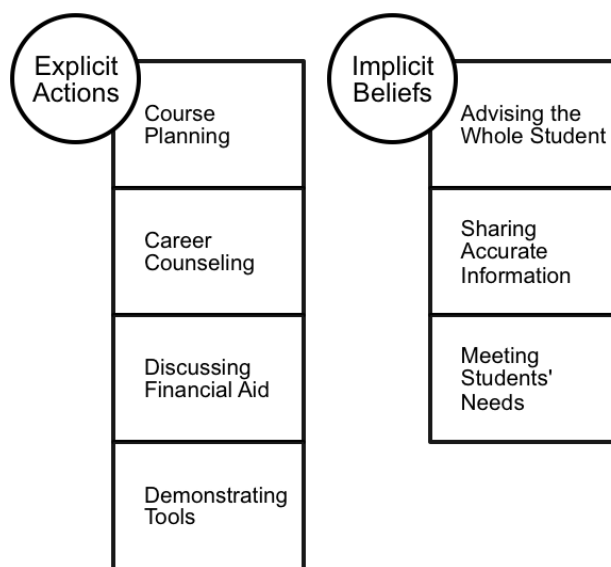 Explicit
Actions
Course
Planning
Career
Counseling
Discussing
Financial Aid
Demonstrating
Tools
Implicit
Beliefs
Advising the
Whole Student
Sharing
Accurate
Information
Meeting
Students'
Needs